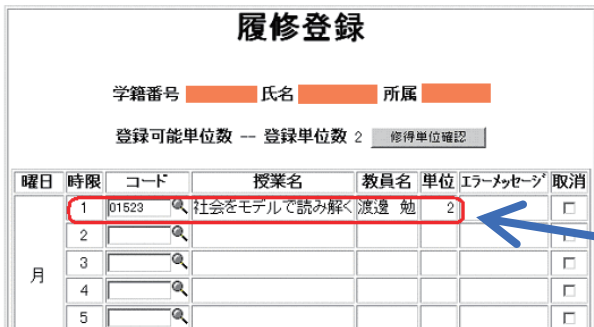 履修登録
学籍番号 氏名 所属
登録可能単位数 -- 登録単位数 2 修得単位確認
曜日 時限 コード 授業名 教員名 単位 エラーメッセージ 取消
月
1 01523 社会をモデルで読み解く 渡邊 勉 2
2
3
4
5